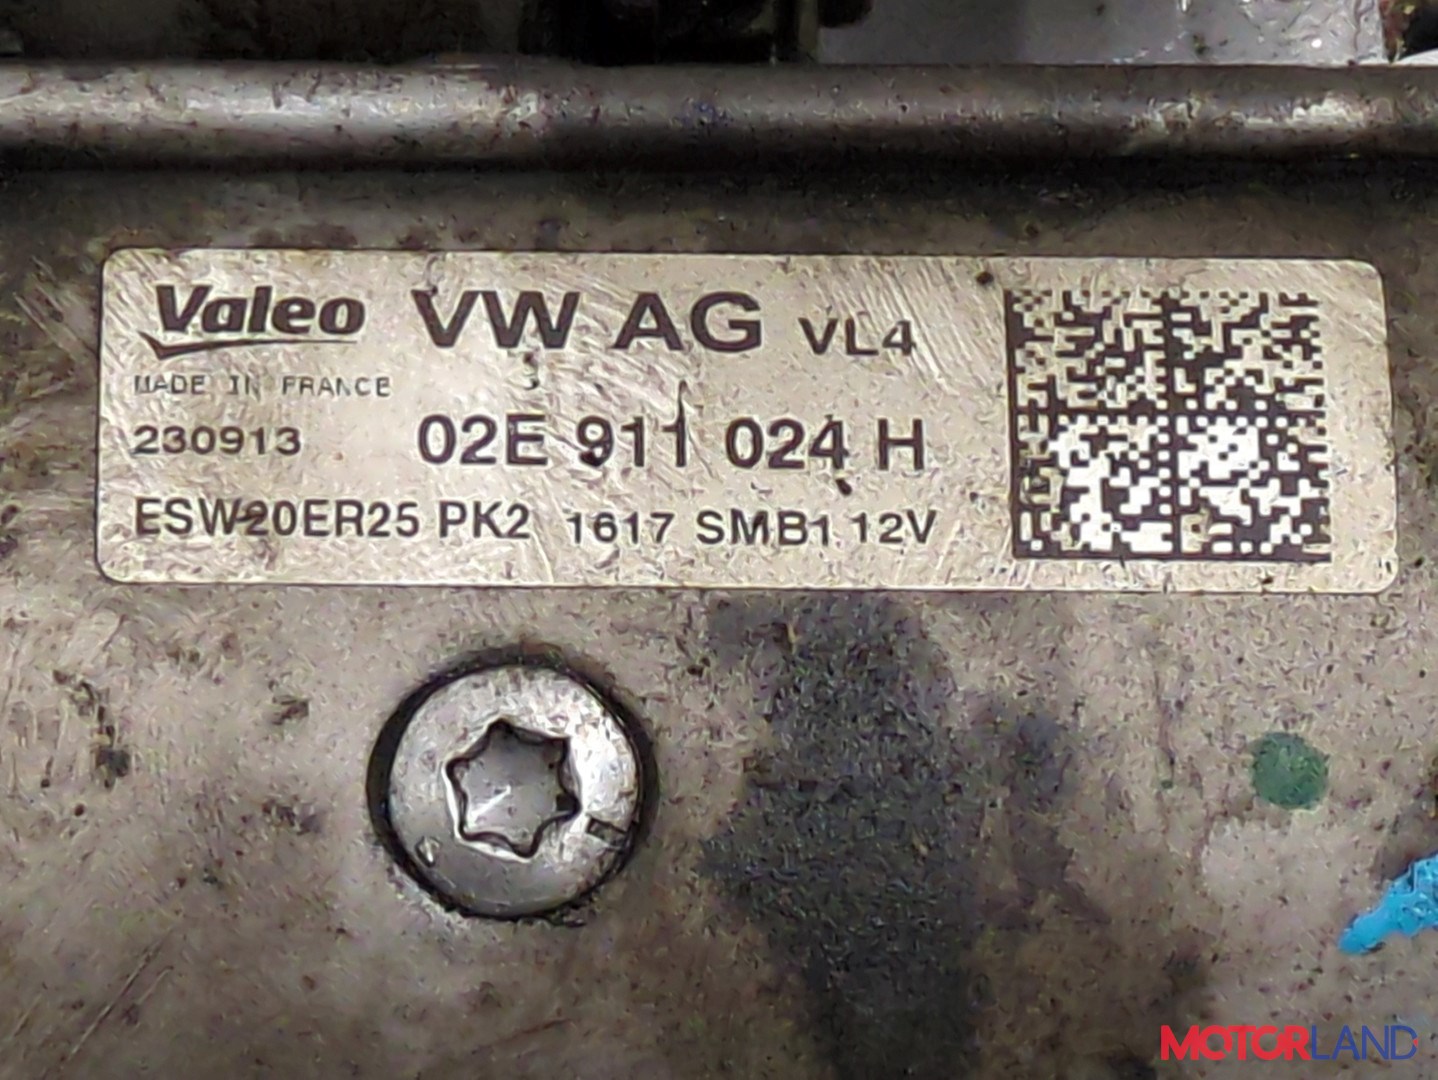 Valeo VW AG VL4
MADE IN FRANCE
230913 02E 911 024 H
ESW20ER25 PK2 1617 SMB1 12V
MOTORLAND